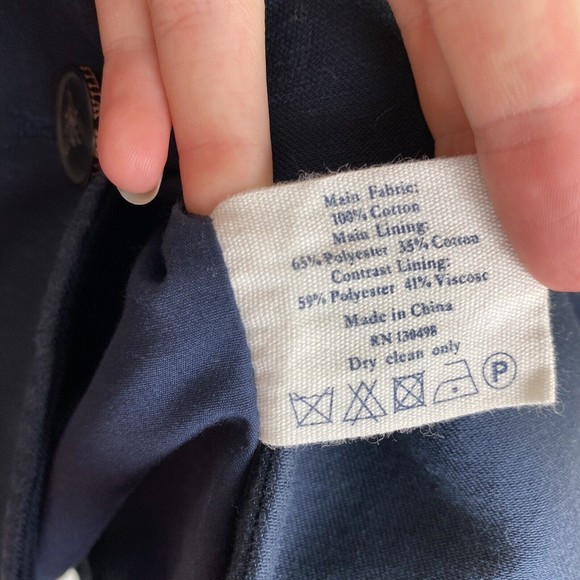 Main Fabric:
100% Cotton
Main Lining:
65% Polyester 35% Cotton
Contrast Lining:
59% Polyester 41% Viscose
Made in China
RN 130498
Dry clean only
P